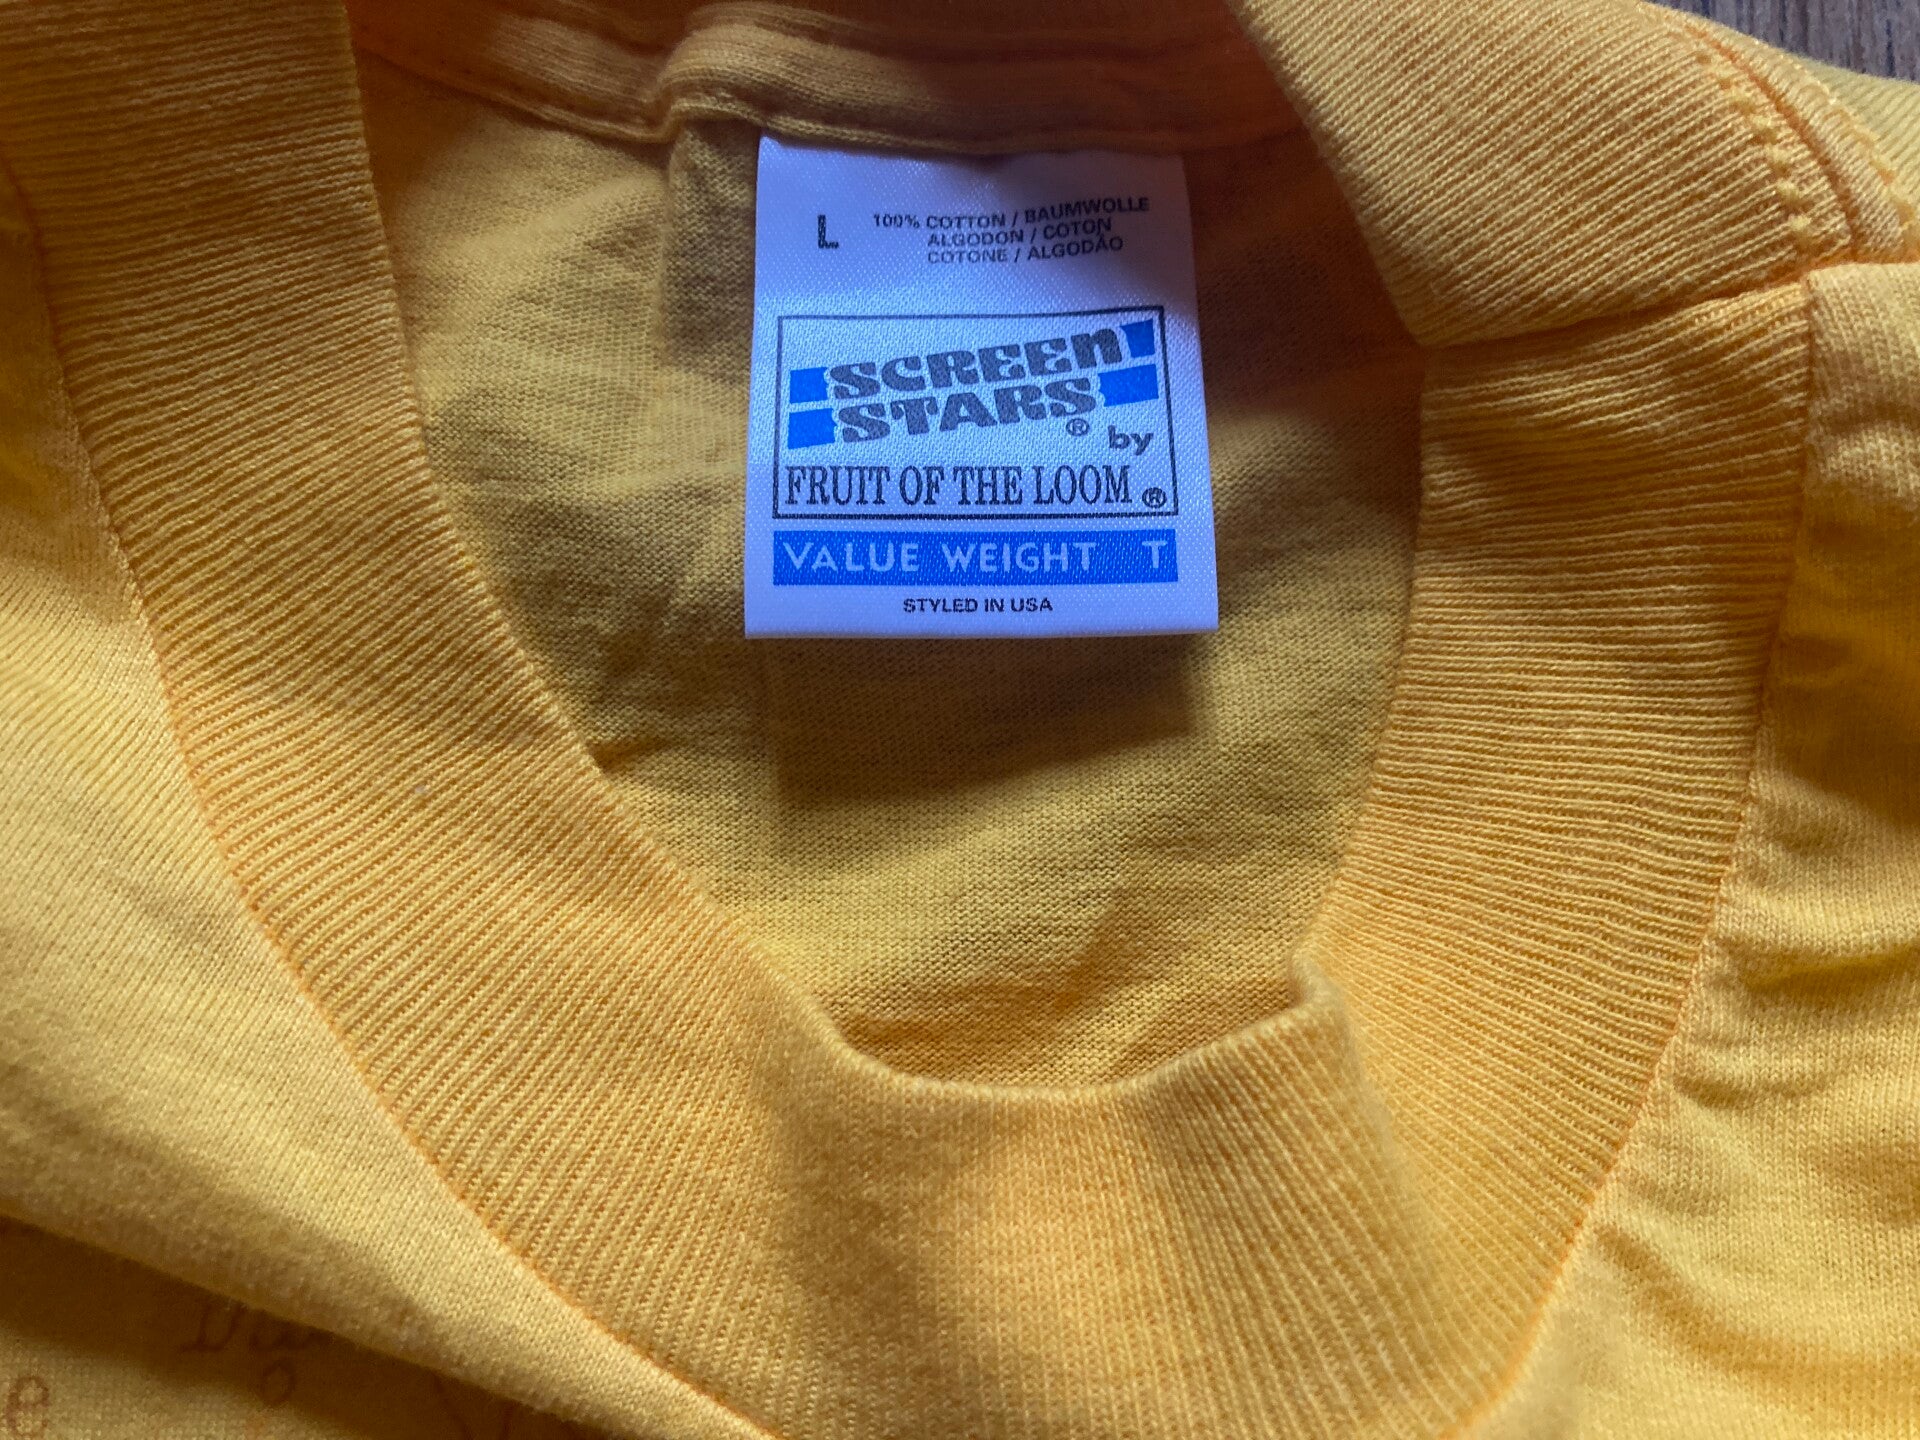 L
100% COTTON / BAUMWOLLE
ALGODON / COTON
COTONE / ALGODÃO
SCREEN
STARS® by
FRUIT OF THE LOOM ®
VALUE WEIGHT T
STYLED IN USA